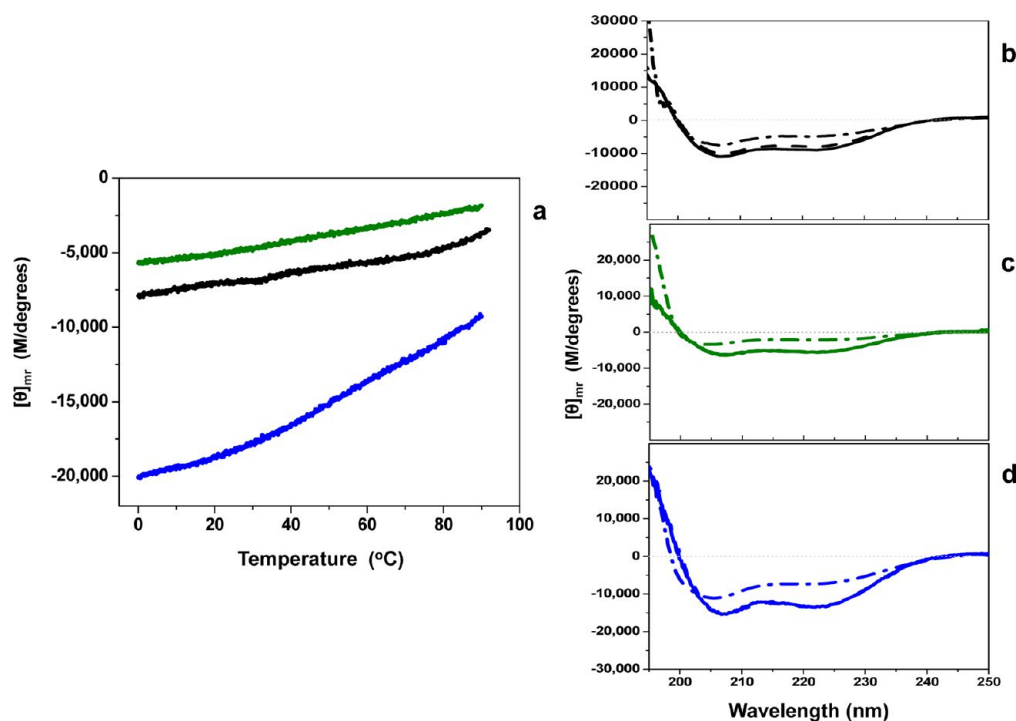 a
[θ]mr (M/degrees)
0
-5,000
-10,000
-15,000
-20,000
0 20 40 60 80 100
Temperature (°C)
b
30000
20000
10000
0
-10000
-20000
c
20,000
10,000
0
-10,000
-20,000
[θ]mr (M/degrees)
d
20,000
10,000
0
-10,000
-20,000
-30,000
200 210 220 230 240 250
Wavelength (nm)